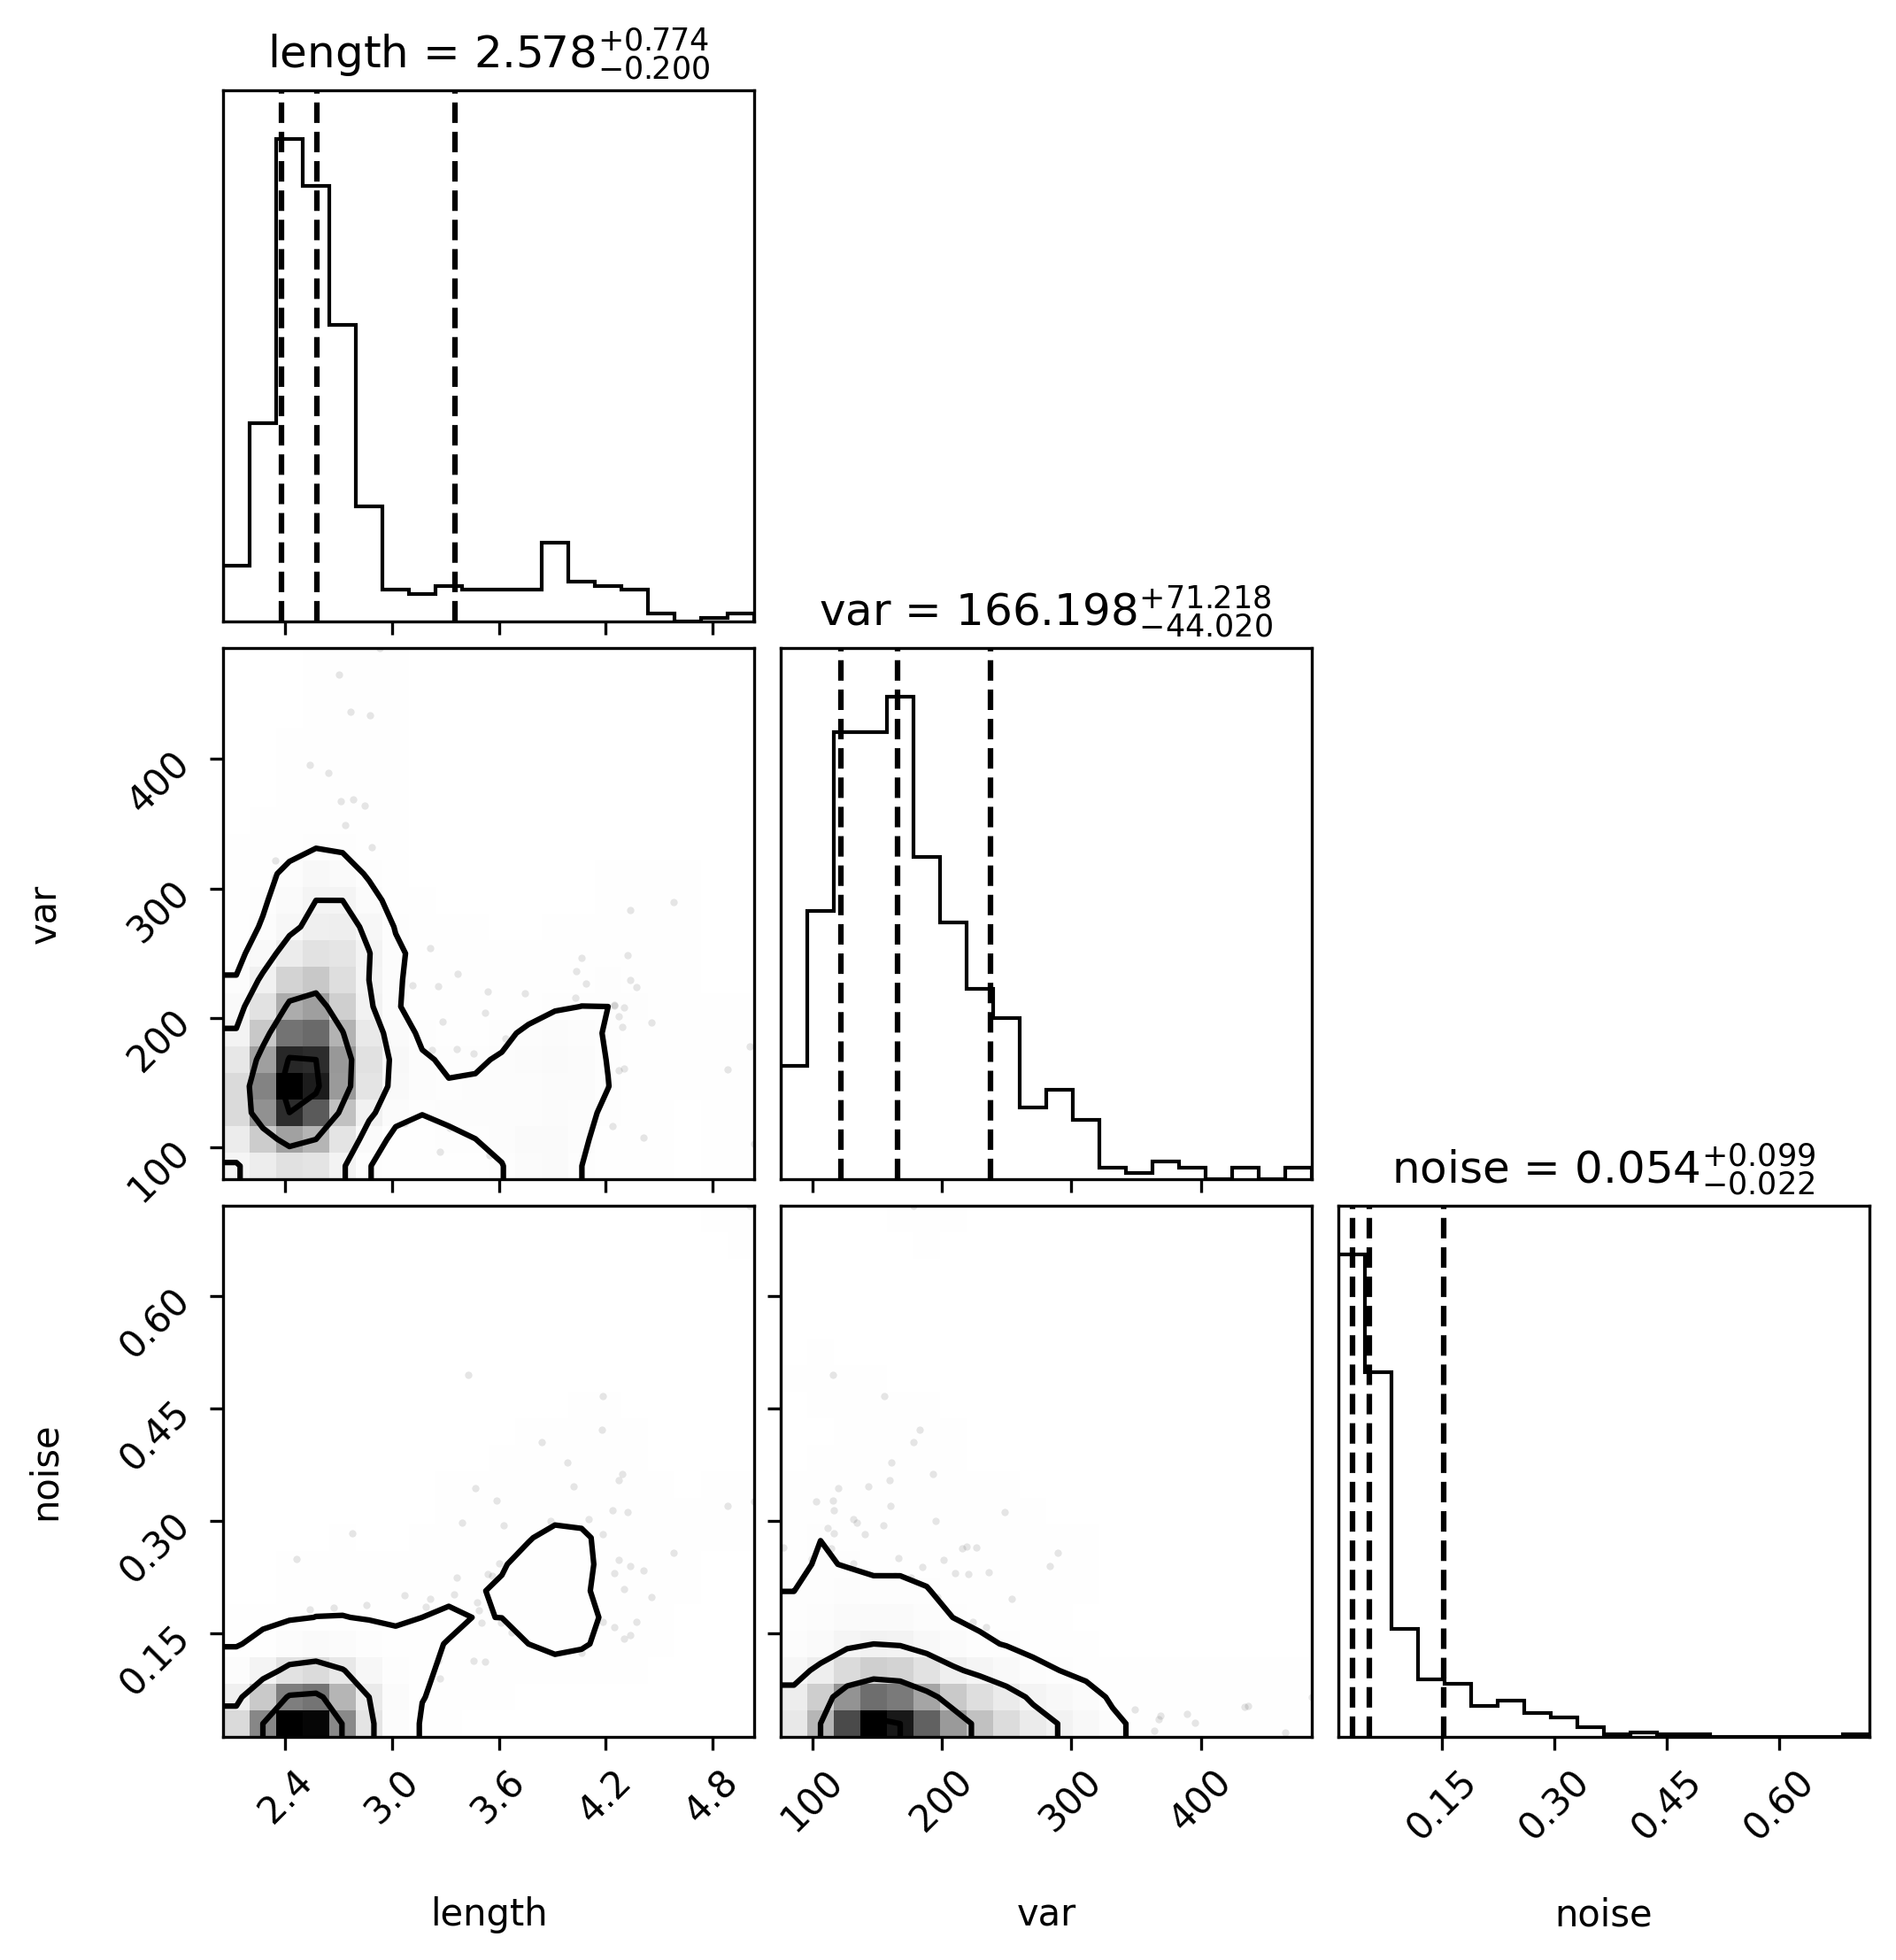 length = 2.578 +0.774 −0.200
var = 166.198 +71.218 −44.020
400
300
200
100
var
noise = 0.054 +0.099 −0.022
0.60
0.45
0.30
0.15
noise
2.4 3.0 3.6 4.2 4.8
100 200 300 400
0.15 0.30 0.45 0.60
length var noise